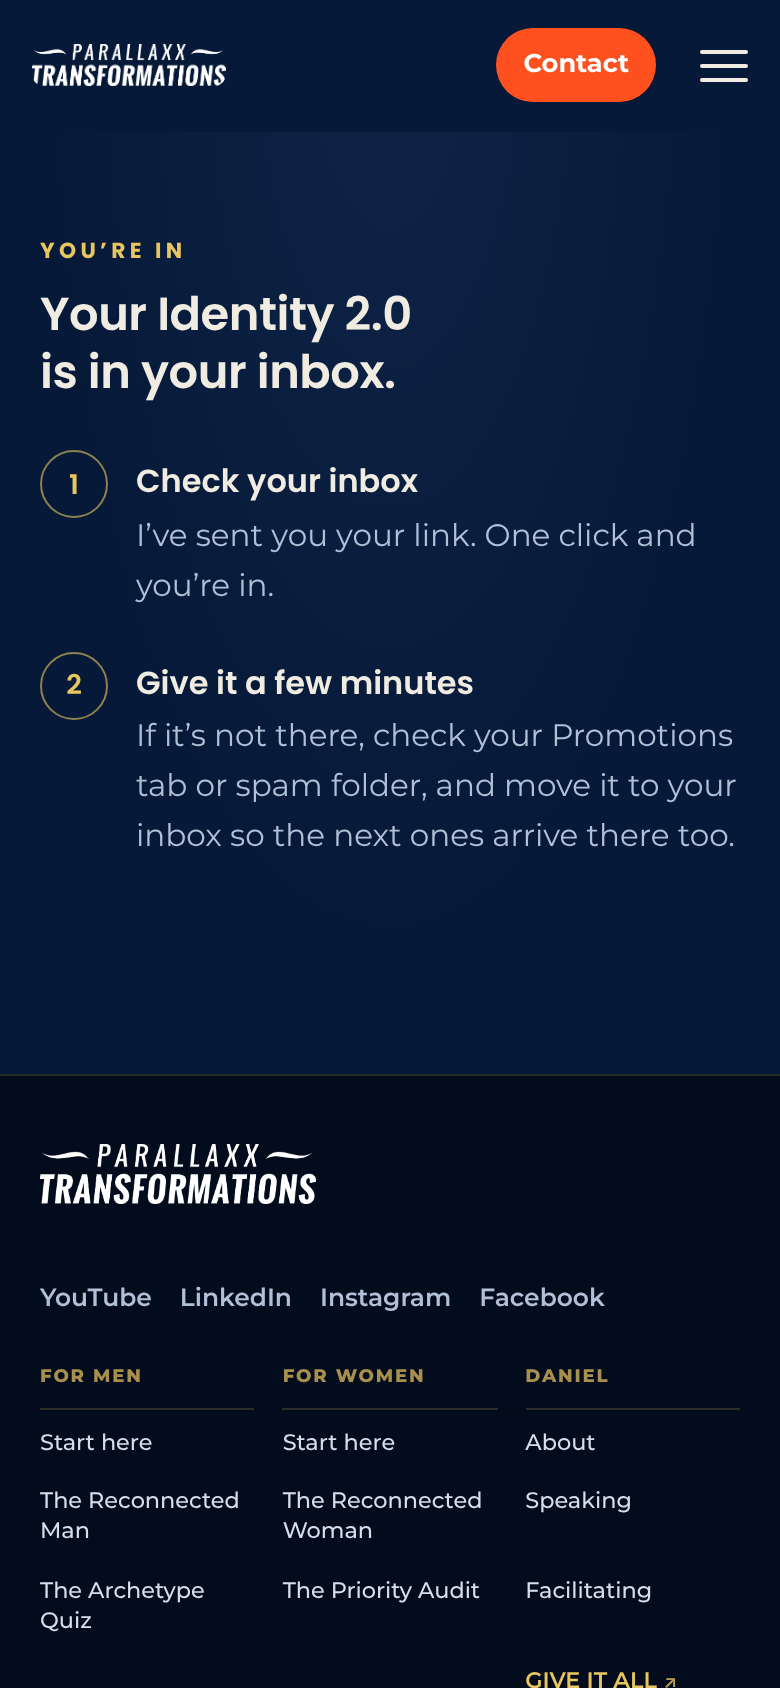 PARALLAXX
TRANSFORMATIONS
Contact
YOU’RE IN
Your Identity 2.0
is in your inbox.
1
Check your inbox
I’ve sent you your link. One click and
you’re in.
2
Give it a few minutes
If it’s not there, check your Promotions
tab or spam folder, and move it to your
inbox so the next ones arrive there too.
PARALLAXX
TRANSFORMATIONS
YouTube LinkedIn Instagram Facebook
FOR MEN
Start here
The Reconnected
Man
The Archetype
Quiz
FOR WOMEN
Start here
The Reconnected
Woman
The Priority Audit
DANIEL
About
Speaking
Facilitating
GIVE IT ALL ↗